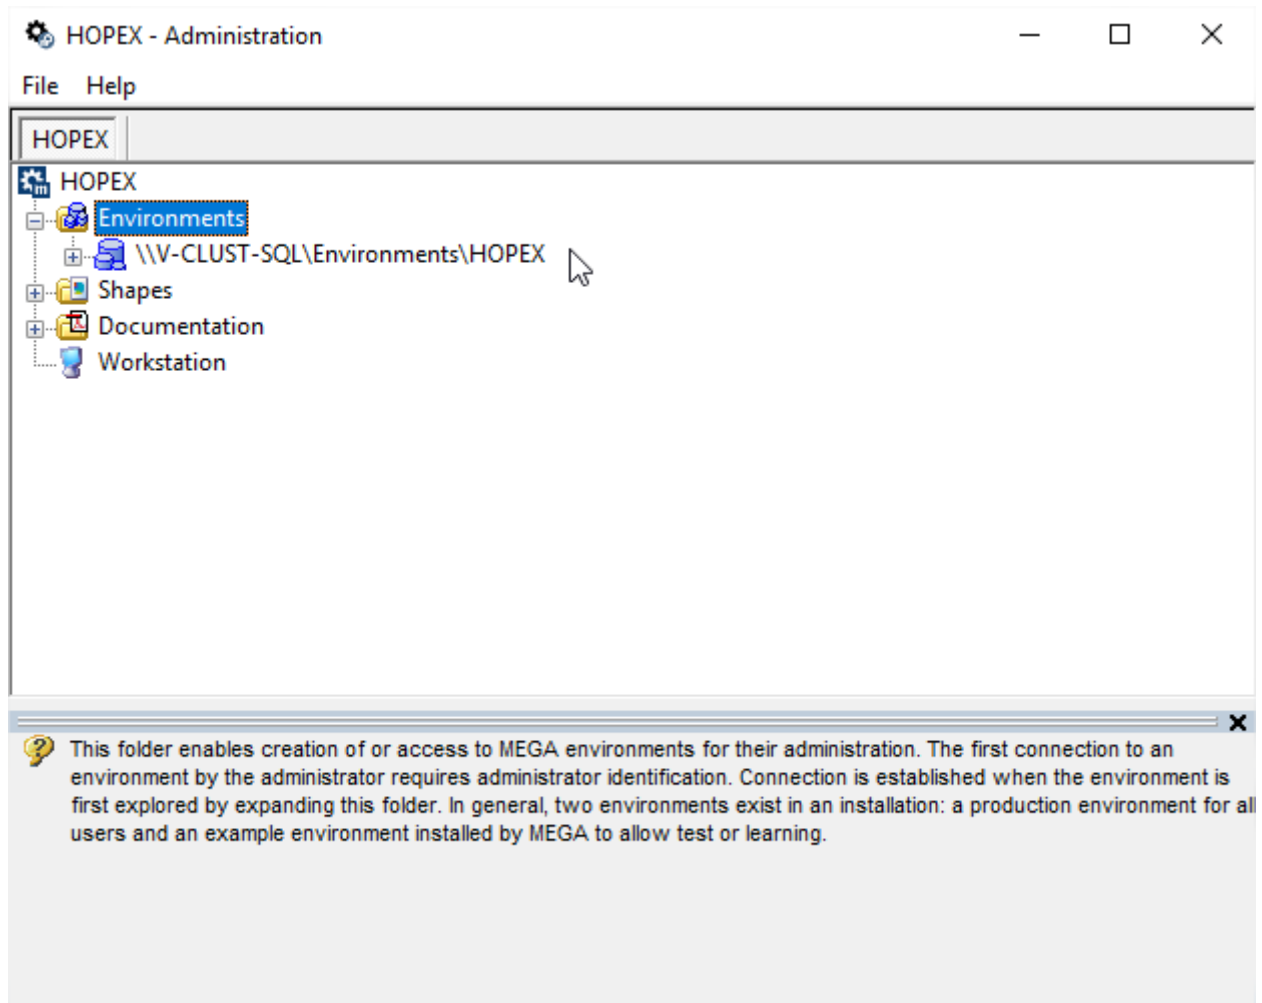 HOPEX - Administration
File Help
HOPEX
HOPEX
Environments
\\V-CLUST-SQL\Environments\HOPEX
Shapes
Documentation
Workstation
This folder enables creation of or access to MEGA environments for their administration. The first connection to an
environment by the administrator requires administrator identification. Connection is established when the environment is
first explored by expanding this folder. In general, two environments exist in an installation: a production environment for all
users and an example environment installed by MEGA to allow test or learning.